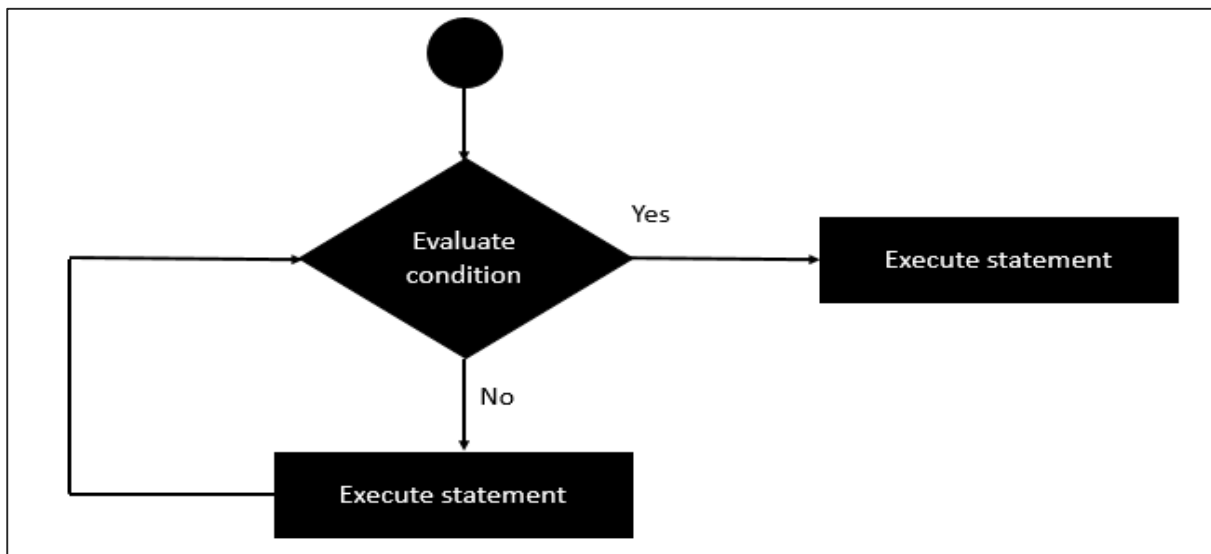 Evaluate
condition
Yes
Execute statement
No
Execute statement